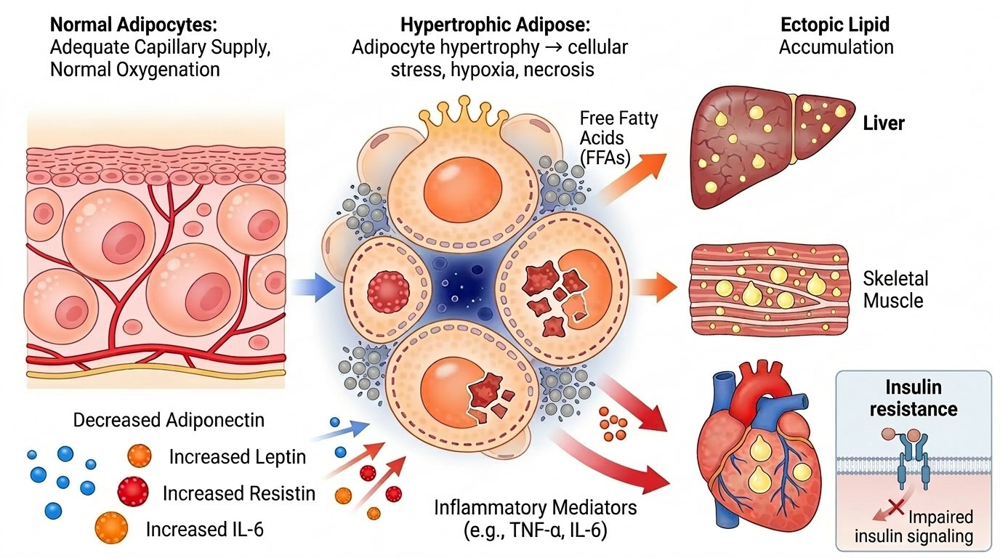 Normal Adipocytes:
Adequate Capillary Supply,
Normal Oxygenation
Hypertrophic Adipose:
Adipocyte hypertrophy → cellular
stress, hypoxia, necrosis
Ectopic Lipid
Accumulation
Free Fatty
Acids
(FFAs)
Liver
Skeletal
Muscle
Decreased Adiponectin
Increased Leptin
Increased Resistin
Increased IL-6
Inflammatory Mediators
(e.g., TNF-α, IL-6)
Insulin
resistance
Impaired
insulin signaling